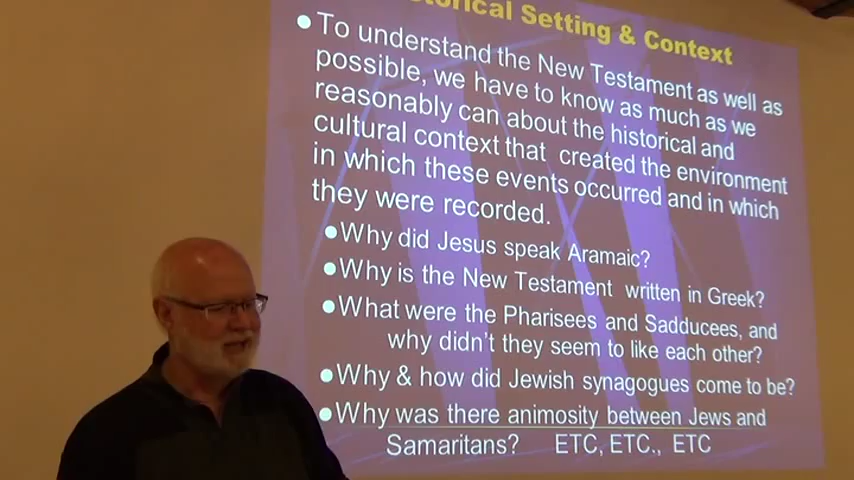 Setting & Context
•To understand the New Testament as well as
possible, we have to know as much as we
reasonably can about the historical and
cultural context that created the environment
in which these events occurred and in which
they were recorded.
•Why did Jesus speak Aramaic?
•Why is the New Testament written in Greek?
•What were the Pharisees and Sadducees, and
why didn't they seem to like each other?
•Why & how did Jewish synagogues come to be?
•Why was there animosity between Jews and
Samaritans? ETC, ETC., ETC